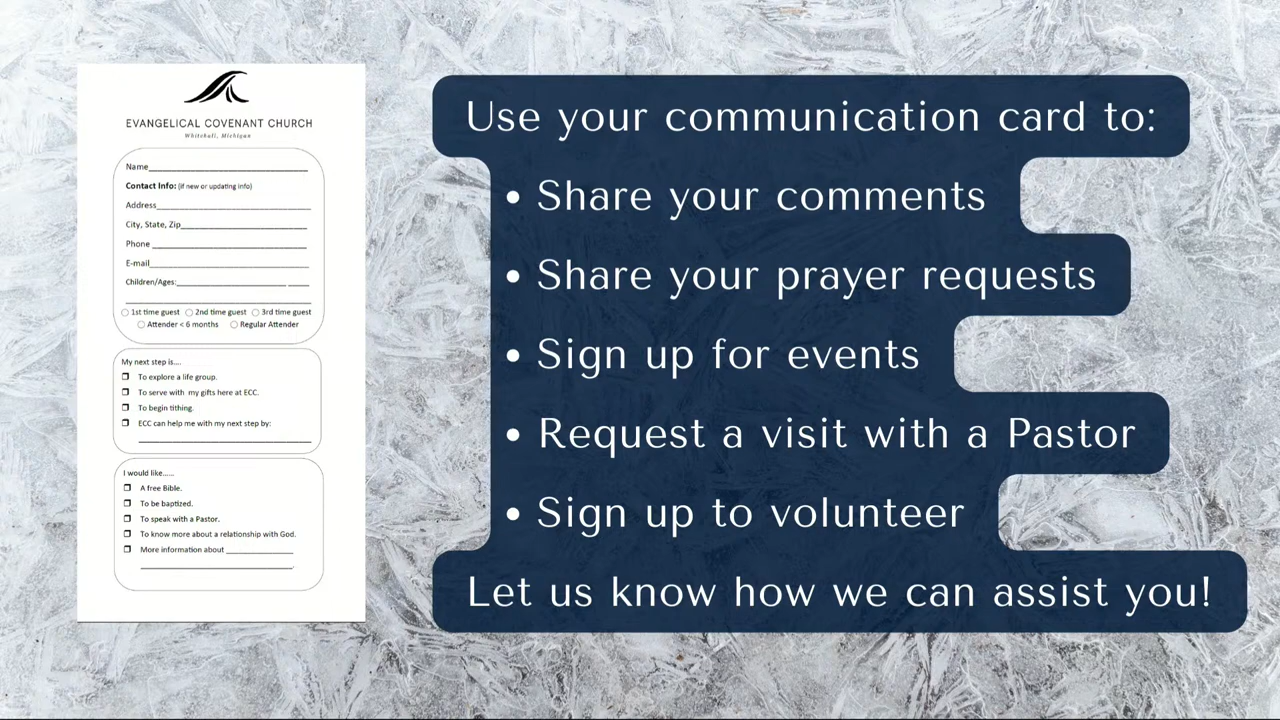 EVANGELICAL COVENANT CHURCH
Whitehall, Michigan
Name
Contact Info: (if new or updating info)
Address
City, State, Zip
Phone
E-mail
Children/Ages:
1st time guest 2nd time guest 3rd time guest
Attender < 6 months Regular Attender
My next step is....
To explore a life group.
To serve with my gifts here at ECC.
To begin tithing.
ECC can help me with my next step by:
I would like......
A free Bible.
To be baptized.
To speak with a Pastor.
To know more about a relationship with God.
More information about
Use your communication card to:
• Share your comments
• Share your prayer requests
• Sign up for events
• Request a visit with a Pastor
• Sign up to volunteer
Let us know how we can assist you!